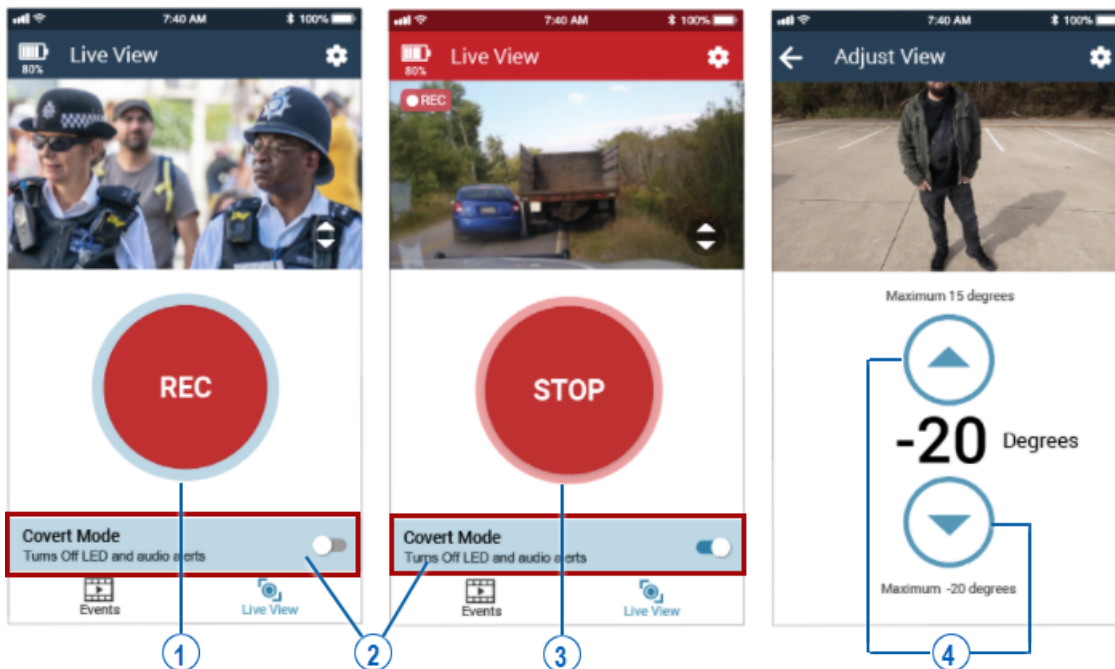 7:40 AM
100%
80%
Live View
REC
Covert Mode
Turns Off LED and audio alerts
Events
Live View
7:40 AM
100%
80%
Live View
REC
STOP
Covert Mode
Turns Off LED and audio alerts
Events
Live View
7:40 AM
100%
Adjust View
Maximum 15 degrees
-20 Degrees
Maximum -20 degrees
1
2
3
4